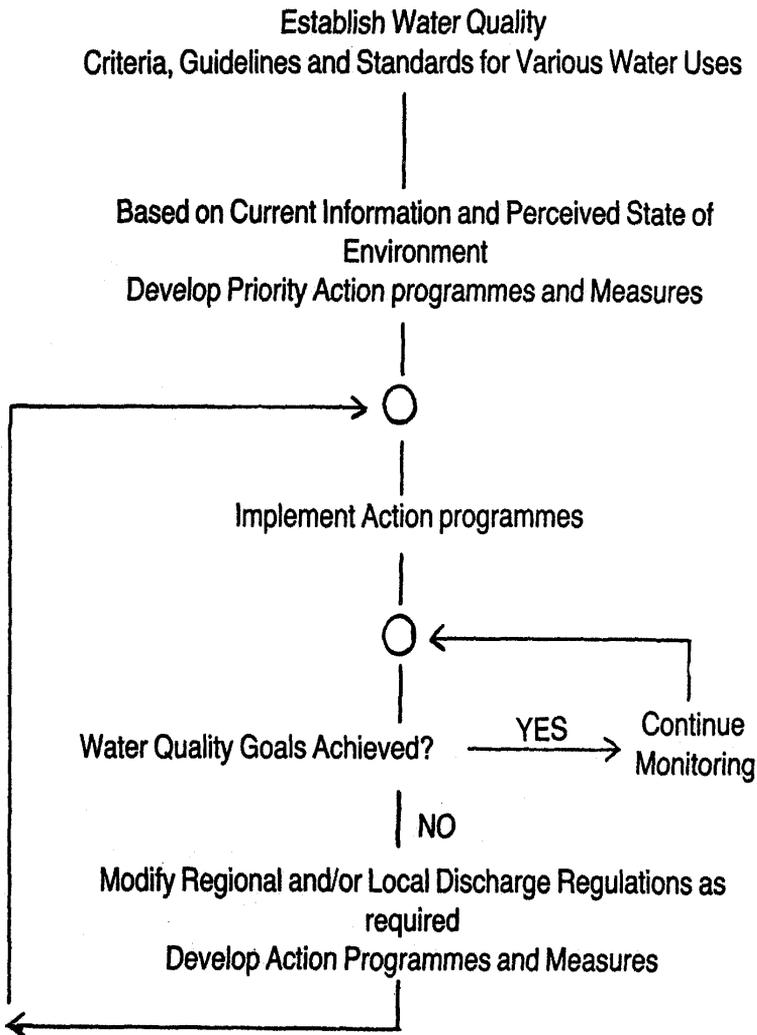 Establish Water Quality
Criteria, Guidelines and Standards for Various Water Uses
Based on Current Information and Perceived State of
Environment
Develop Priority Action programmes and Measures
Implement Action programmes
Water Quality Goals Achieved?
YES
Continue
Monitoring
NO
Modify Regional and/or Local Discharge Regulations as
required
Develop Action Programmes and Measures